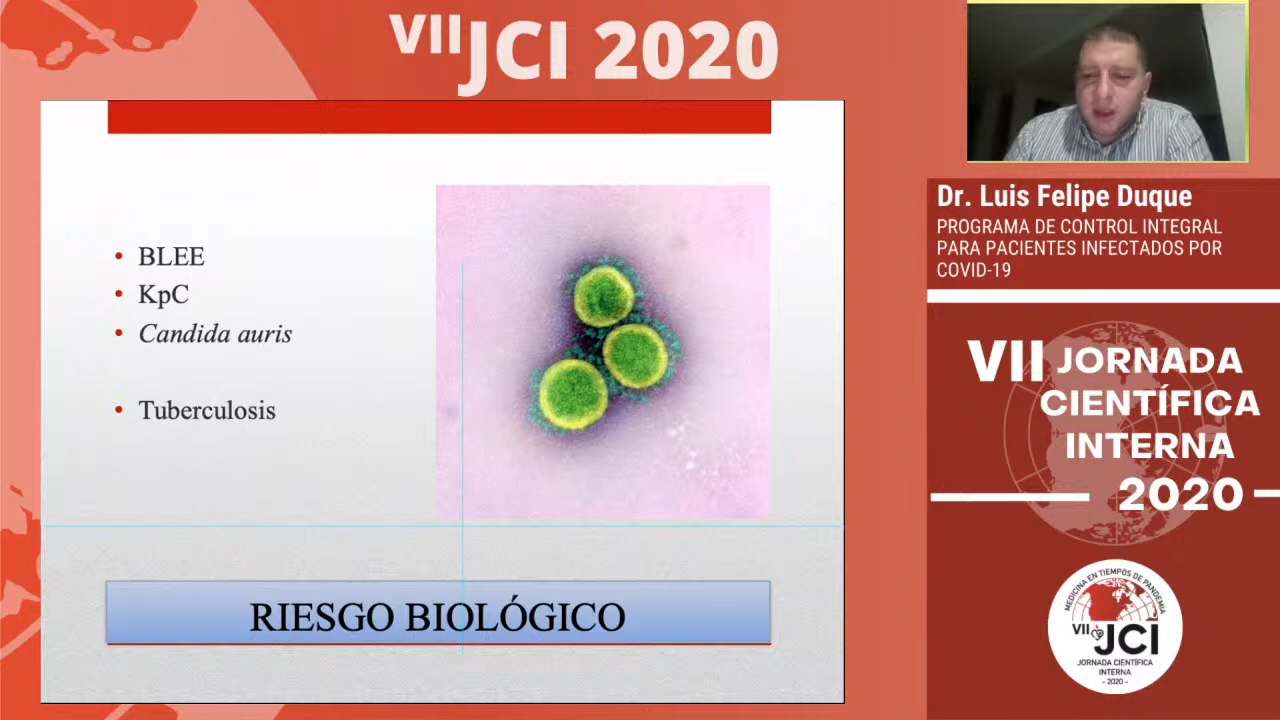 VII JCI 2020
• BLEE
• KpC
• Candida auris
• Tuberculosis
RIESGO BIOLÓGICO
Dr. Luis Felipe Duque
PROGRAMA DE CONTROL INTEGRAL
PARA PACIENTES INFECTADOS POR
COVID-19
VII JORNADA
CIENTÍFICA
INTERNA
2020
MEDICINA EN TIEMPOS DE PANDEMIA
VII JCI
JORNADA CIENTÍFICA
INTERNA
- 2020 -